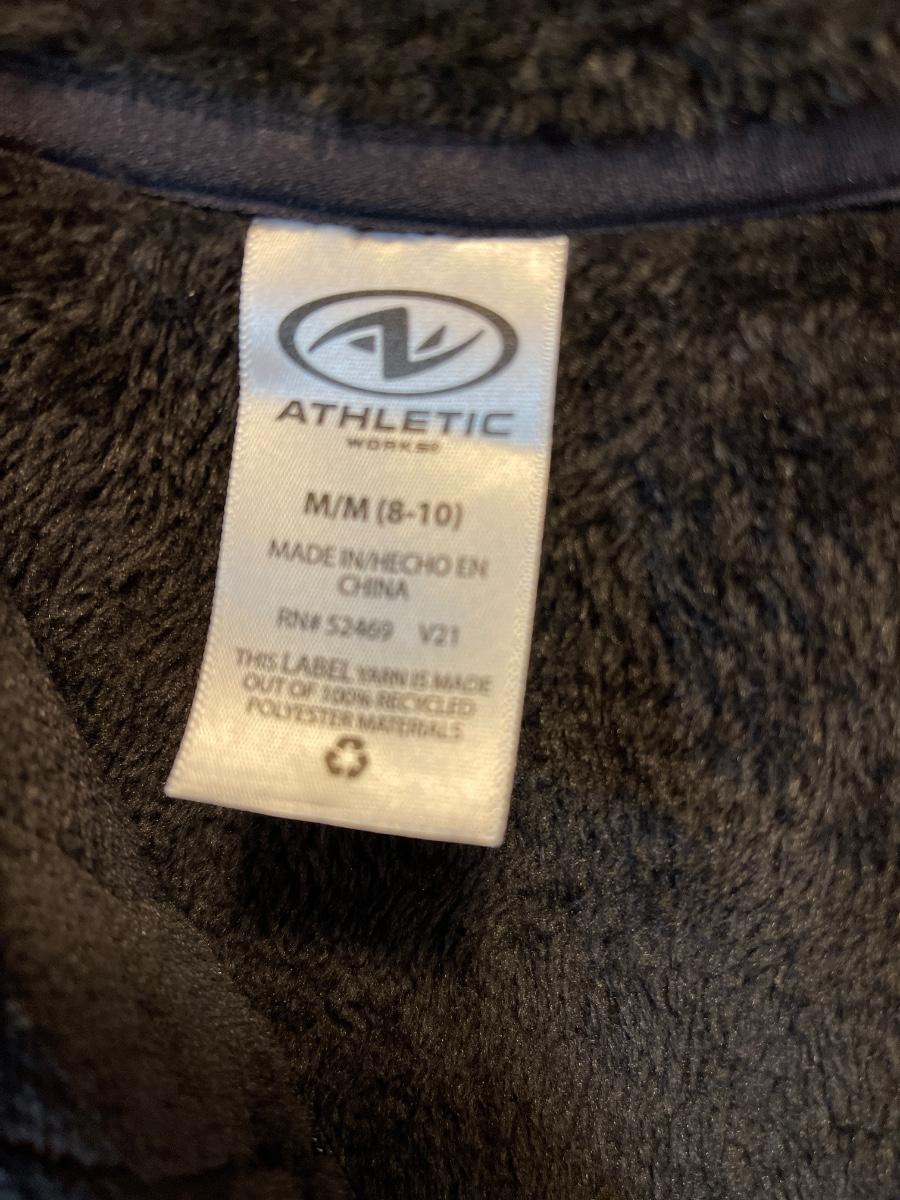 ATHLETIC
WORKS®
M/M (8-10)
MADE IN/HECHO EN
CHINA
RN# 52469 V21
THIS LABEL YARN IS MADE
OUT OF 100% RECYCLED
POLYESTER MATERIALS